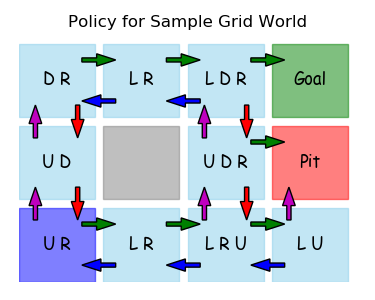 Policy for Sample Grid World
D R
L R
L D R
Goal
U D
U D R
Pit
U R
L R
L R U
L U